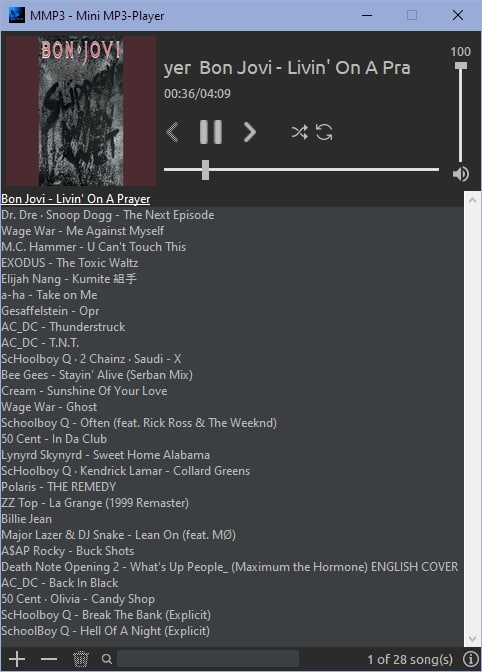 MMP3 - Mini MP3-Player
BON JOVI
SLIPPERY
WHEN
WET
yer  Bon Jovi - Livin' On A Pra
100
00:36/04:09
Bon Jovi - Livin' On A Prayer
Dr. Dre · Snoop Dogg - The Next Episode
Wage War - Me Against Myself
M.C. Hammer - U Can't Touch This
EXODUS - The Toxic Waltz
Elijah Nang - Kumite 組手
a-ha - Take on Me
Gesaffelstein - Opr
AC_DC - Thunderstruck
AC_DC - T.N.T.
ScHoolboy Q · 2 Chainz · Saudi - X
Bee Gees - Stayin' Alive (Serban Mix)
Cream - Sunshine Of Your Love
Wage War - Ghost
Schoolboy Q - Often (feat. Rick Ross & The Weeknd)
50 Cent - In Da Club
Lynyrd Skynyrd - Sweet Home Alabama
ScHoolboy Q · Kendrick Lamar - Collard Greens
Polaris - THE REMEDY
ZZ Top - La Grange (1999 Remaster)
Billie Jean
Major Lazer & DJ Snake - Lean On (feat. MØ)
A$AP Rocky - Buck Shots
Death Note Opening 2 - What's Up People_ (Maximum the Hormone) ENGLISH COVER
AC_DC - Back In Black
50 Cent · Olivia - Candy Shop
ScHoolboy Q - Break The Bank (Explicit)
ScHoolboy Q - Hell Of A Night (Explicit)
1 of 28 song(s)